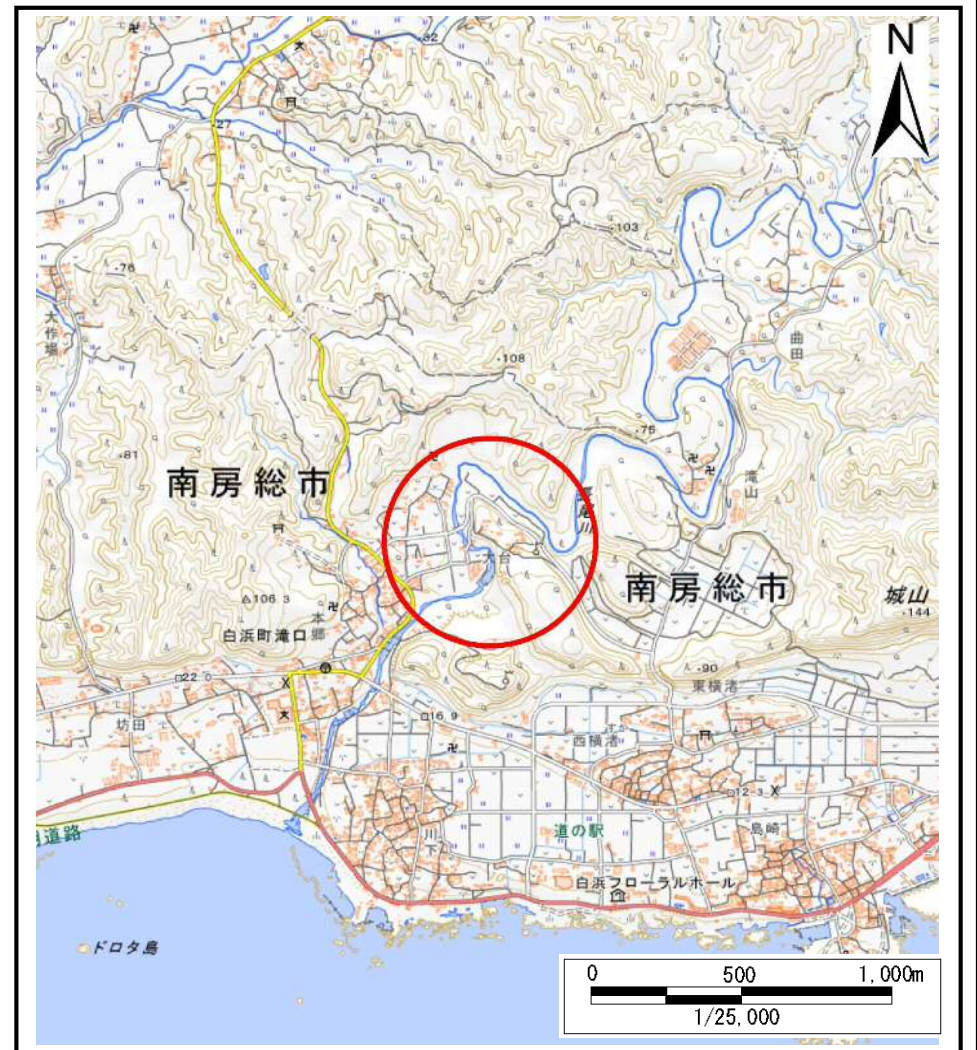 N
32
27
103
76
大作場
曲田
108
75
81
滝山
南房総市
長尾川
大台
南房総市
城山
144
106.3
本郷
白浜町滝口
90
東横渚
22.0
16.9
坊田
西横渚
12.3
道の駅
島崎
川下
白浜フローラルホール
ドロタ島
0 500 1,000m
1/25,000